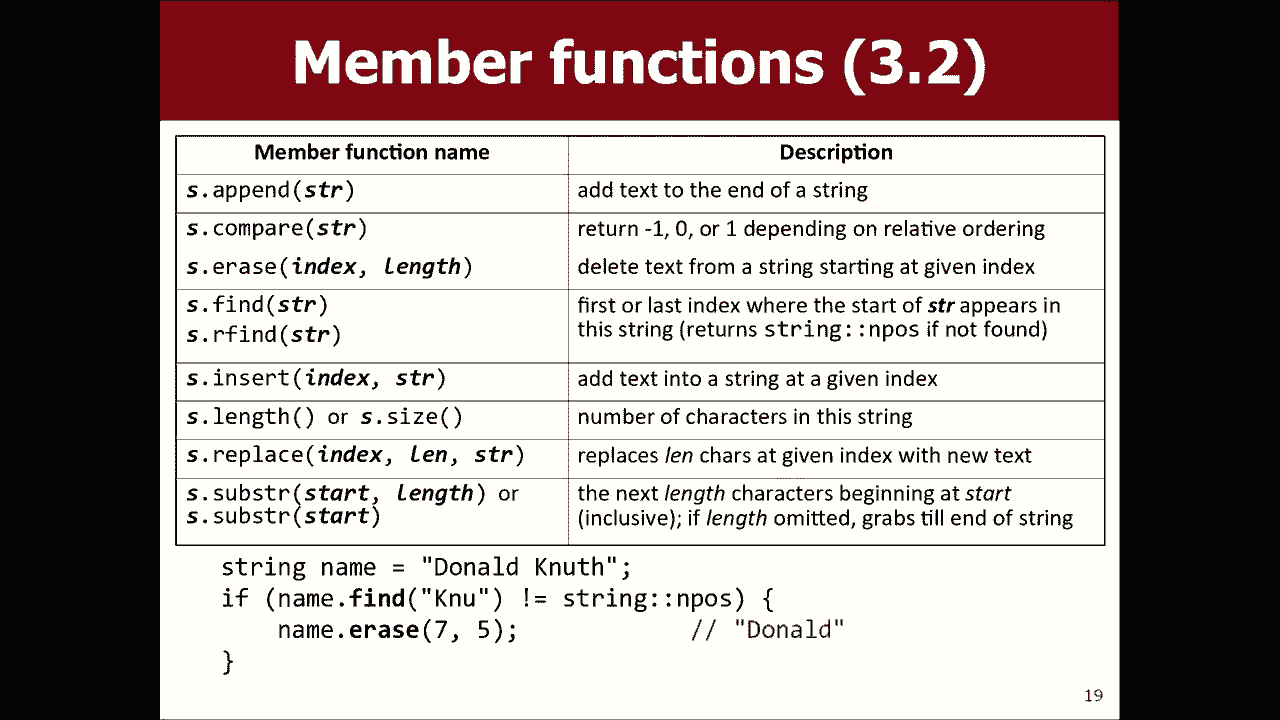 Member functions (3.2)
Member function name Description
s.append(str) add text to the end of a string
s.compare(str) return -1, 0, or 1 depending on relative ordering
s.erase(index, length) delete text from a string starting at given index
s.find(str)
s.rfind(str)
first or last index where the start of str appears in
this string (returns string::npos if not found)
s.insert(index, str) add text into a string at a given index
s.length() or s.size() number of characters in this string
s.replace(index, len, str) replaces len chars at given index with new text
s.substr(start, length) or
s.substr(start)
the next length characters beginning at start
(inclusive); if length omitted, grabs till end of string
string name = "Donald Knuth";
if (name.find("Knu") != string::npos) {
    name.erase(7, 5);    // "Donald"
}
19